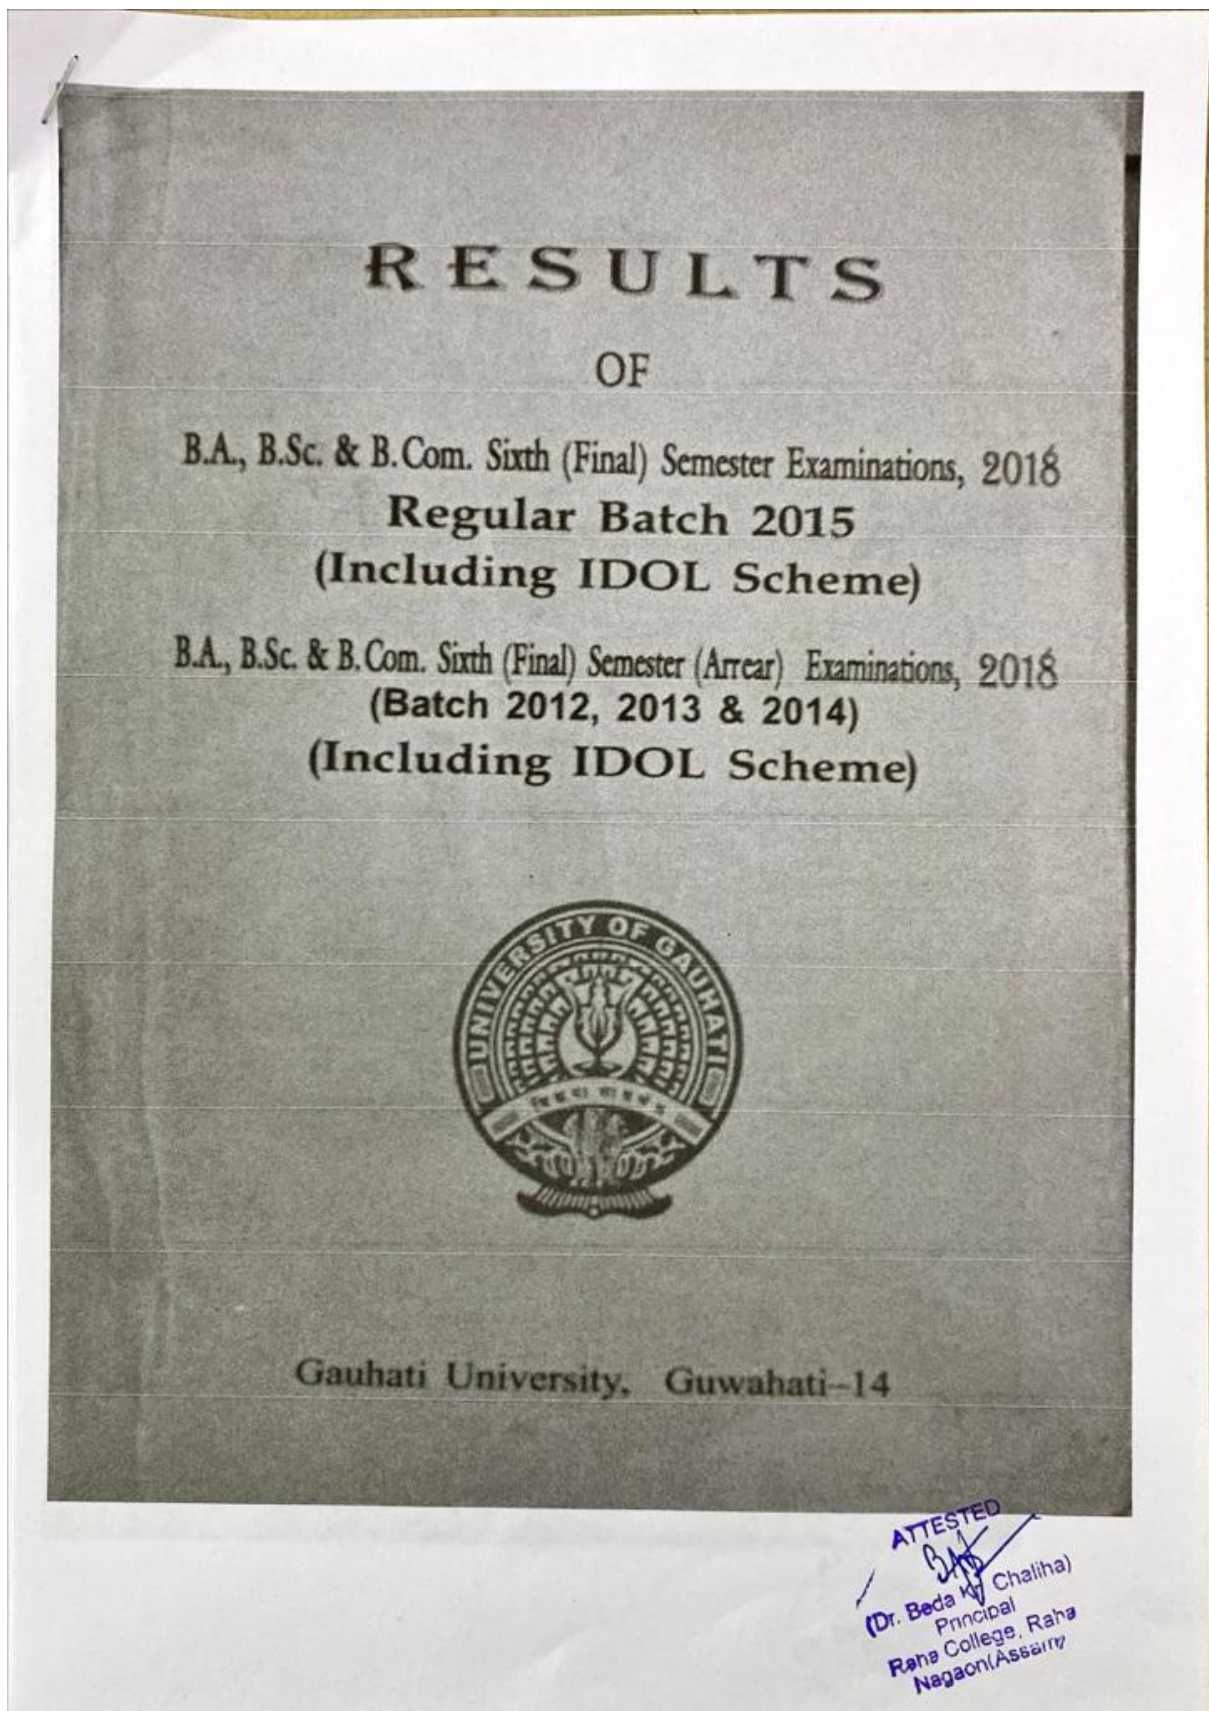 RESULTS
OF
B.A., B.Sc. & B.Com. Sixth (Final) Semester Examinations, 2018
Regular Batch 2015
(Including IDOL Scheme)
B.A., B.Sc. & B.Com. Sixth (Final) Semester (Arrear) Examinations, 2018
(Batch 2012, 2013 & 2014)
(Including IDOL Scheme)
UNIVERSITY OF GAUHATI
Gauhati University, Guwahati-14
ATTESTED
(Dr. Beda Kr. Chaliha)
Principal
Raha College, Raha
Nagaon(Assam)